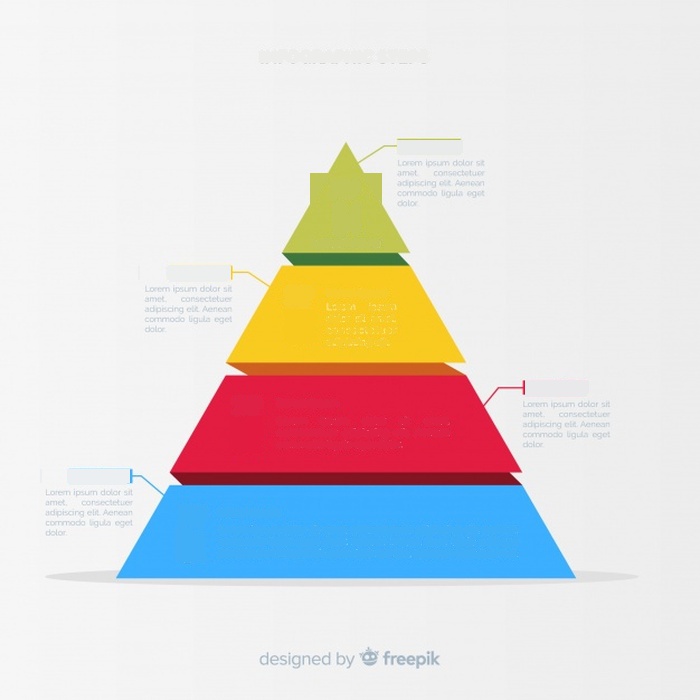 INFOGRAPHIC STEPS
Lorem ipsum dolor sit
amet, consectetuer
adipiscing elit. Aenean
commodo ligula eget
dolor.
Lorem ipsum dolor sit
amet, consectetuer
adipiscing elit. Aenean
commodo ligula eget
dolor.
Lorem ipsum dolor sit
amet, consectetuer
adipiscing elit. Aenean
commodo ligula eget
dolor.
Lorem ipsum dolor sit
amet, consectetuer
adipiscing elit. Aenean
commodo ligula eget
dolor.
designed by freepik